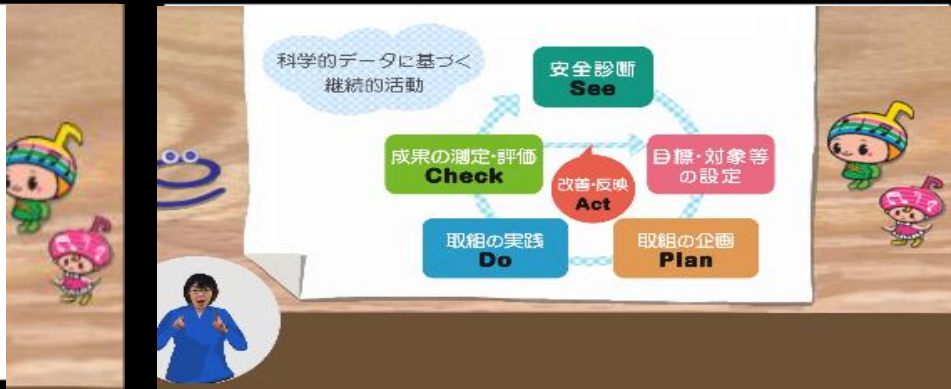 科学的データに基づく
継続的活動
安全診断
See
成果の測定・評価
Check
改善・反映
Act
目標・対象等
の設定
取組の実践
Do
取組の企画
Plan